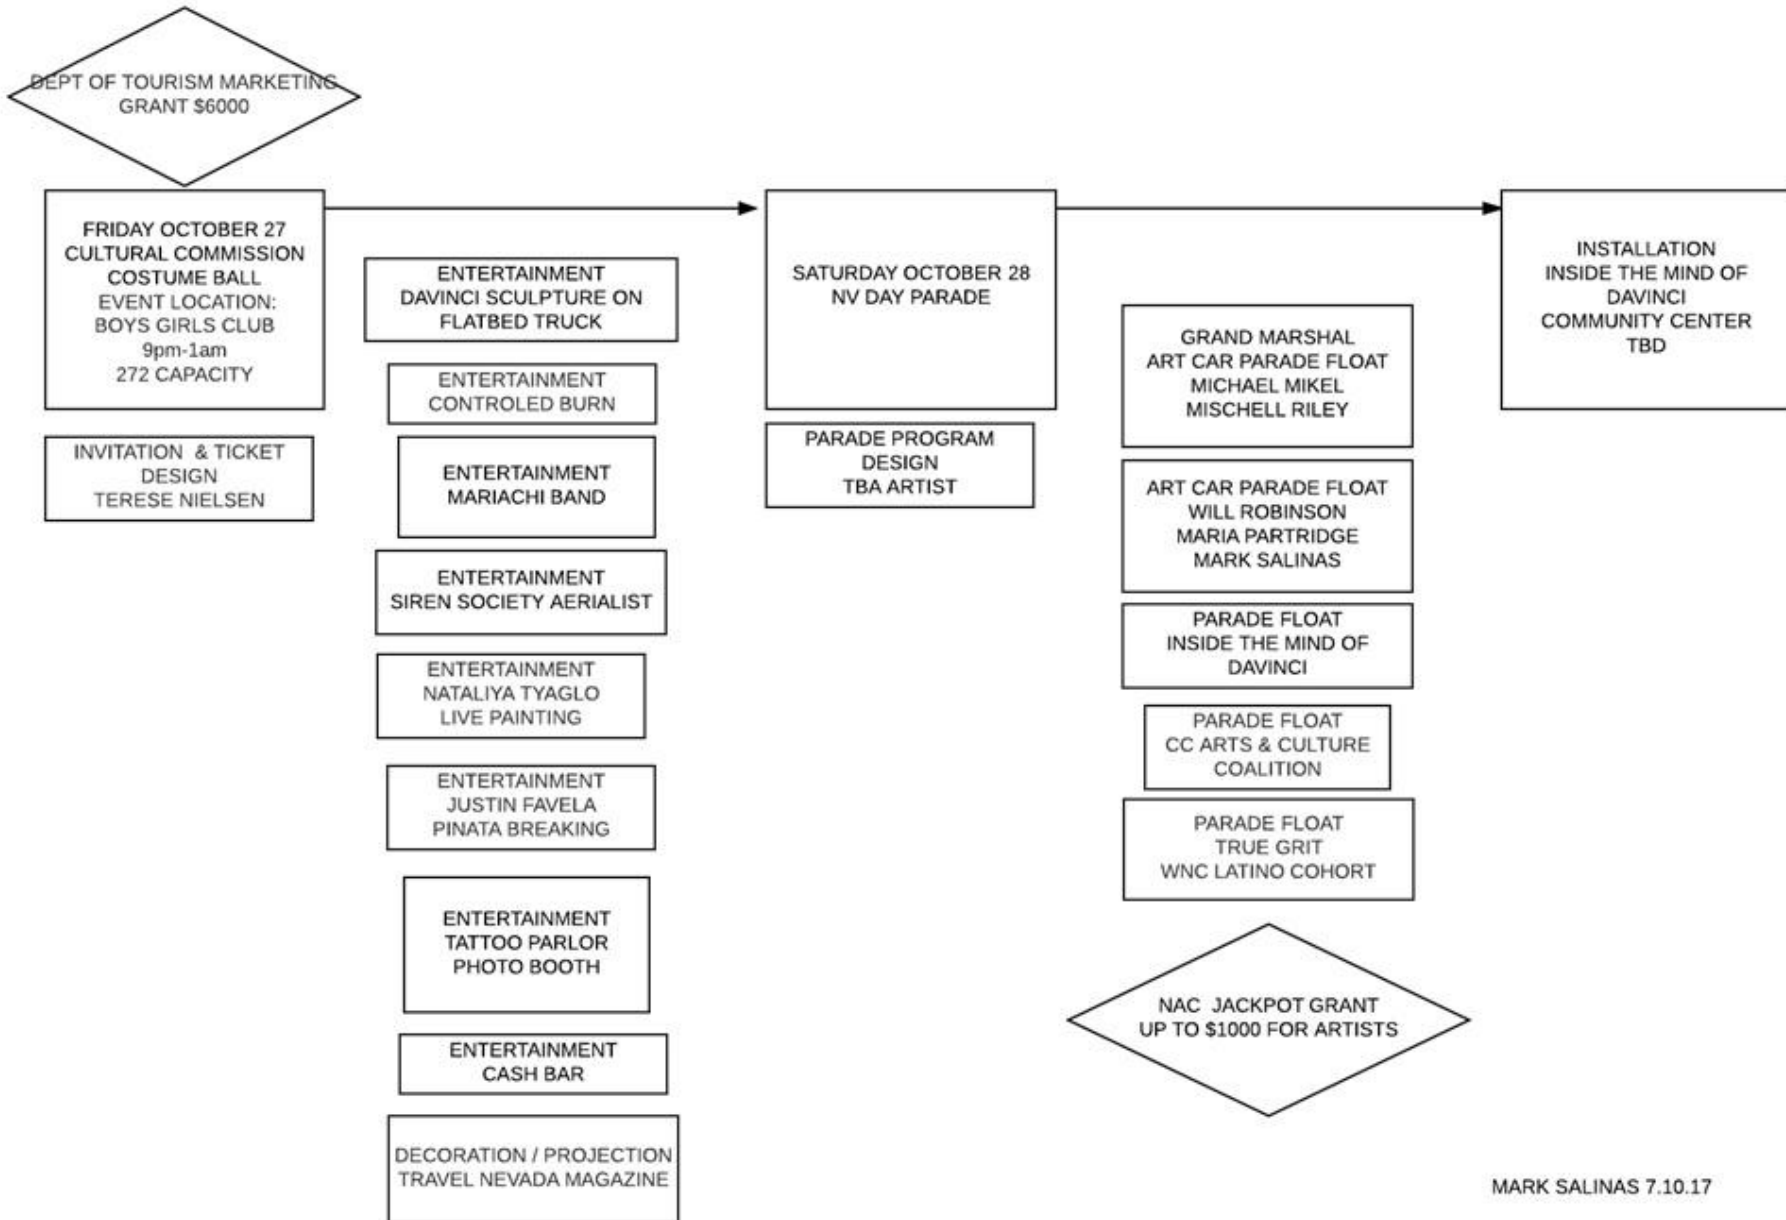 DEPT OF TOURISM MARKETING
GRANT $6000
FRIDAY OCTOBER 27
CULTURAL COMMISSION
COSTUME BALL
EVENT LOCATION:
BOYS GIRLS CLUB
9pm-1am
272 CAPACITY
INVITATION & TICKET
DESIGN
TERESE NIELSEN
ENTERTAINMENT
DAVINCI SCULPTURE ON
FLATBED TRUCK
ENTERTAINMENT
CONTROLED BURN
ENTERTAINMENT
MARIACHI BAND
ENTERTAINMENT
SIREN SOCIETY AERIALIST
ENTERTAINMENT
NATALIYA TYAGLO
LIVE PAINTING
ENTERTAINMENT
JUSTIN FAVELA
PINATA BREAKING
ENTERTAINMENT
TATTOO PARLOR
PHOTO BOOTH
ENTERTAINMENT
CASH BAR
DECORATION / PROJECTION
TRAVEL NEVADA MAGAZINE
SATURDAY OCTOBER 28
NV DAY PARADE
PARADE PROGRAM
DESIGN
TBA ARTIST
GRAND MARSHAL
ART CAR PARADE FLOAT
MICHAEL MIKEL
MISCHELL RILEY
ART CAR PARADE FLOAT
WILL ROBINSON
MARIA PARTRIDGE
MARK SALINAS
PARADE FLOAT
INSIDE THE MIND OF
DAVINCI
PARADE FLOAT
CC ARTS & CULTURE
COALITION
PARADE FLOAT
TRUE GRIT
WNC LATINO COHORT
NAC JACKPOT GRANT
UP TO $1000 FOR ARTISTS
INSTALLATION
INSIDE THE MIND OF
DAVINCI
COMMUNITY CENTER
TBD
MARK SALINAS 7.10.17